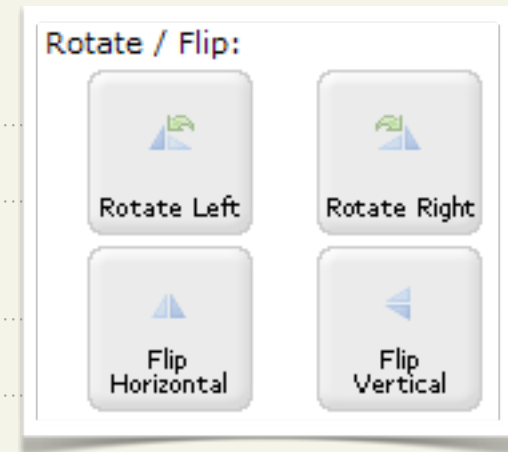 Rotate / Flip:
Rotate Left
Rotate Right
Flip
Horizontal
Flip
Vertical